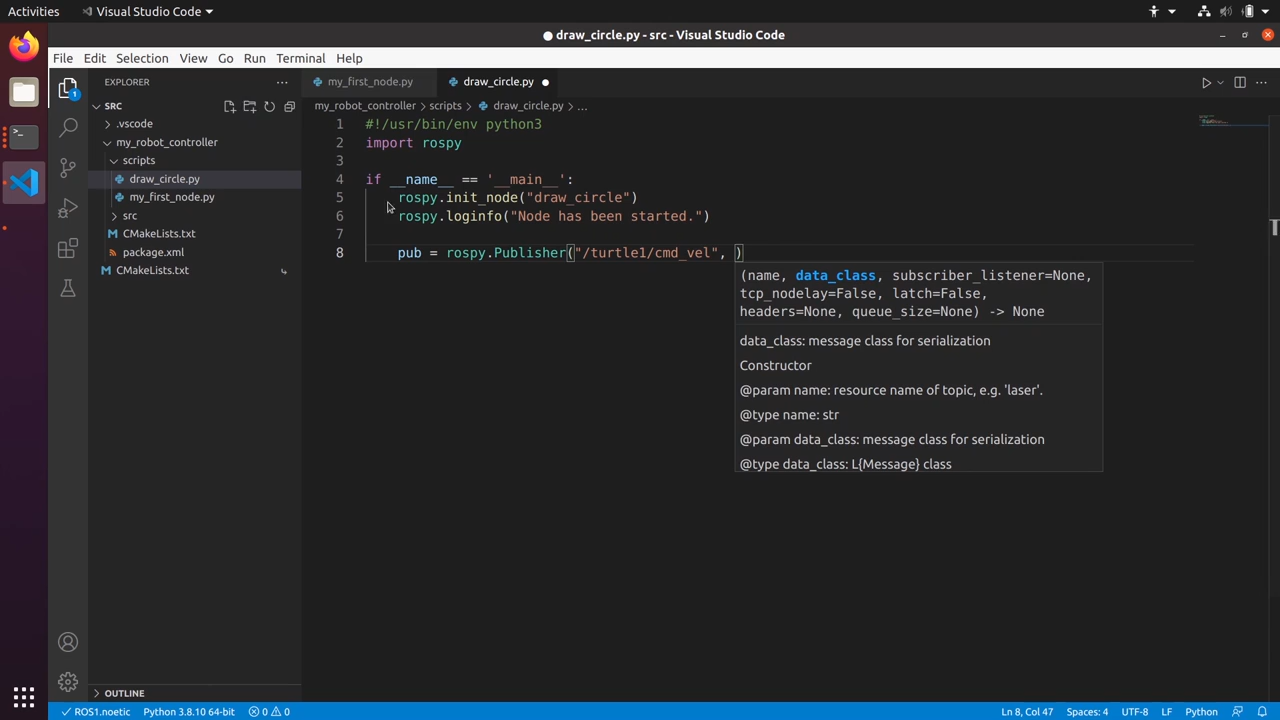 Activities
Visual Studio Code
draw_circle.py - src - Visual Studio Code
File Edit Selection View Go Run Terminal Help
EXPLORER
my_first_node.py
draw_circle.py
SRC
my_robot_controller
scripts
draw_circle.py
...
.vscode
my_robot_controller
scripts
draw_circle.py
my_first_node.py
src
CMakeLists.txt
package.xml
CMakeLists.txt
1 #!/usr/bin/env python3
2 import rospy
3
4 if __name__ == '__main__':
5 rospy.init_node("draw_circle")
6 rospy.loginfo("Node has been started.")
7
8 pub = rospy.Publisher("/turtle1/cmd_vel", )
(name, data_class, subscriber_listener=None,
tcp_nodelay=False, latch=False,
headers=None, queue_size=None) -> None
data_class: message class for serialization
Constructor
@param name: resource name of topic, e.g. 'laser'.
@type name: str
@param data_class: message class for serialization
@type data_class: L{Message} class
OUTLINE
1
ROS1.noetic Python 3.8.10 64-bit 0 0 Ln 8, Col 47 Spaces: 4 UTF-8 LF Python